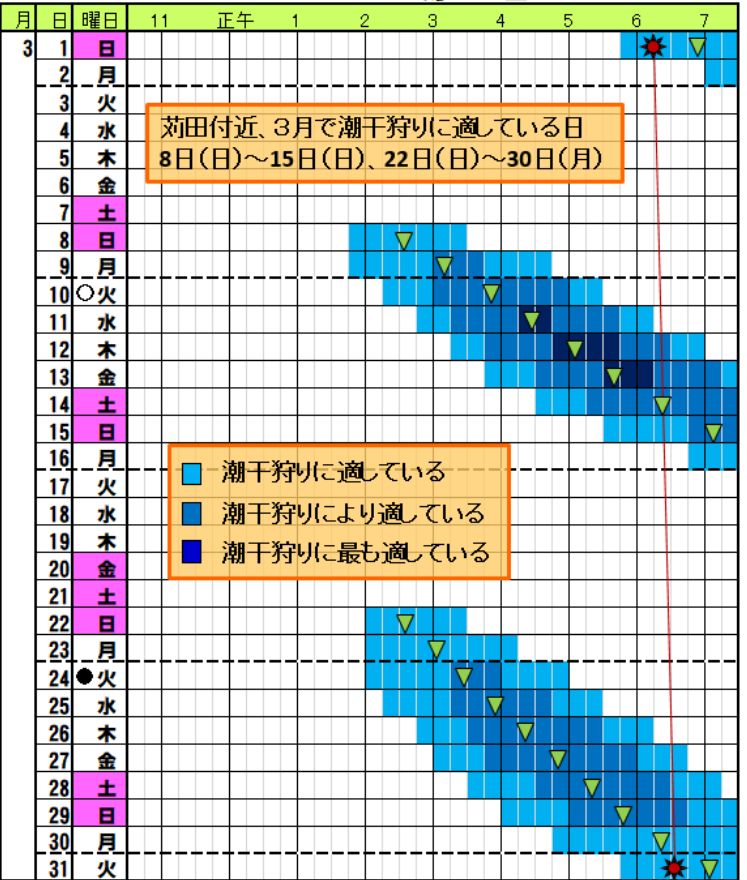 月 日 曜日 11 正午 1 2 3 4 5 6 7
3 1 日
2 月
3 火
4 水
5 木
6 金
7 土
8 日
9 月
10 ○火
11 水
12 木
13 金
14 土
15 日
16 月
17 火
18 水
19 木
20 金
21 土
22 日
23 月
24 ●火
25 水
26 木
27 金
28 土
29 日
30 月
31 火
苅田付近、3月で潮干狩りに適している日
8日(日)～15日(日)、22日(日)～30日(月)
潮干狩りに適している
潮干狩りにより適している
潮干狩りに最も適している